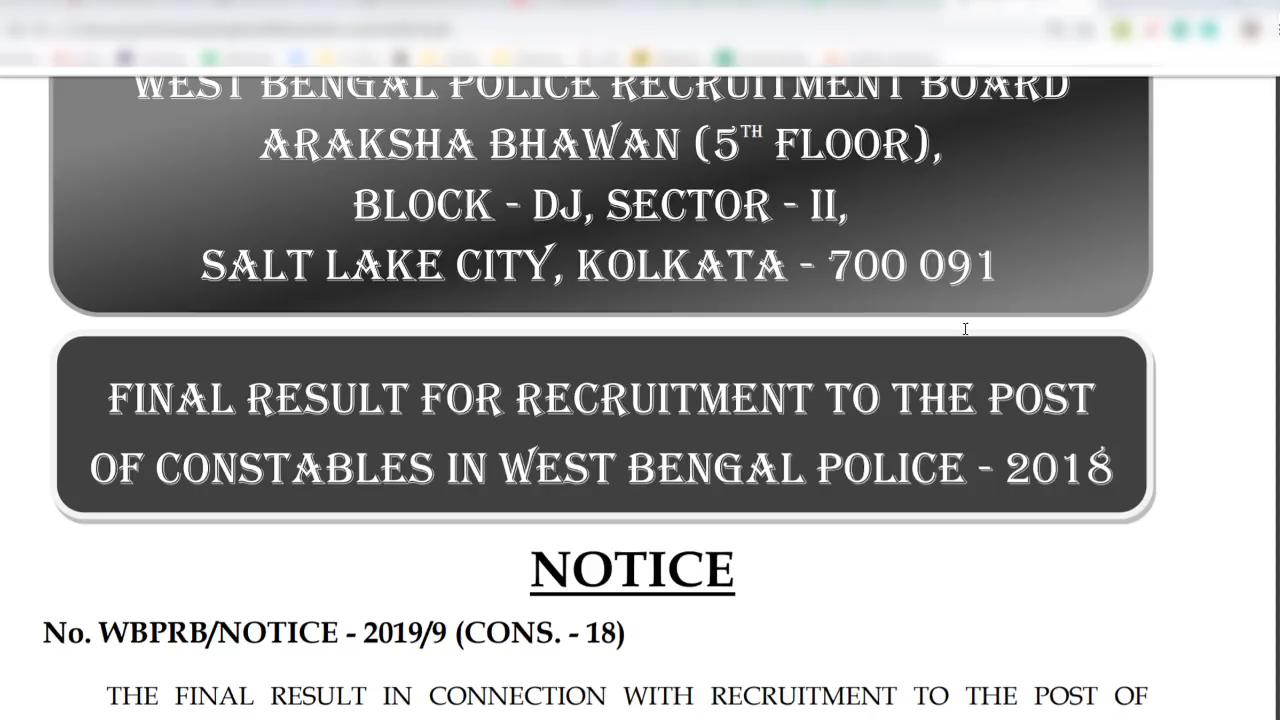 WEST BENGAL POLICE RECRUITMENT BOARD
ARAKSHA BHAWAN (5TH FLOOR),
BLOCK - DJ, SECTOR - II,
SALT LAKE CITY, KOLKATA - 700 091
FINAL RESULT FOR RECRUITMENT TO THE POST
OF CONSTABLES IN WEST BENGAL POLICE - 2018
NOTICE
No. WBPRB/NOTICE - 2019/9 (CONS. - 18)
THE FINAL RESULT IN CONNECTION WITH RECRUITMENT TO THE POST OF